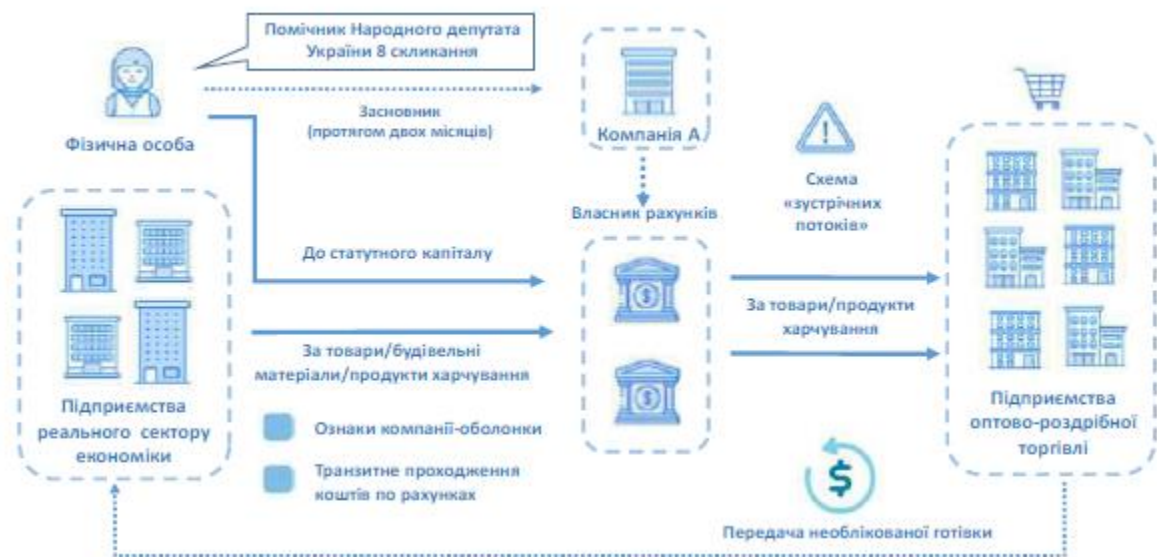 Помічник Народного депутата
України 8 скликання
Фізична особа
Засновник
(протягом двох місяців)
Компанія А
Власник рахунків
Схема
«зустрічних
потоків»
До статутного капіталу
За товари/будівельні
матеріали/продукти харчування
За товари/продукти
харчування
Підприємства
реального сектору
економіки
Ознаки компанії-оболонки
Транзитне проходження
коштів по рахунках
Підприємства
оптово-роздрібної
торгівлі
Передача необлікованої готівки